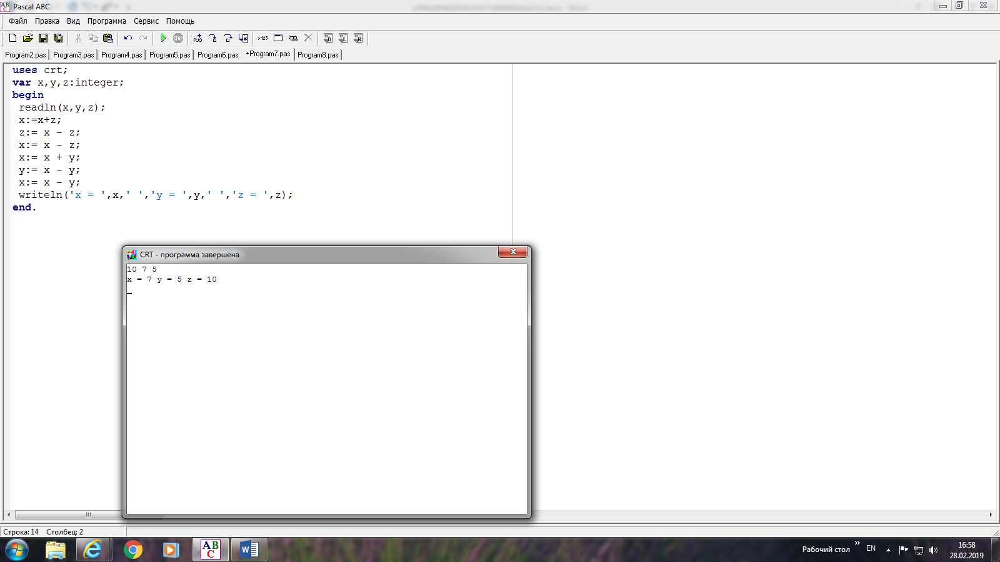 Pascal ABC
Файл Правка Вид Программа Сервис Помощь
Program2.pas Program3.pas Program4.pas Program5.pas Program6.pas •Program7.pas Program8.pas
uses crt;
var x,y,z:integer;
begin
readln(x,y,z);
x:=x+z;
z:= x - z;
x:= x - z;
x:= x + y;
y:= x - y;
x:= x - y;
writeln('x = ',x,' ','y = ',y,' ','z = ',z);
end.
CRT - программа завершена
10 7 5
x = 7 y = 5 z = 10
Строка: 14 Столбец: 2
Рабочий стол » EN 16:58
28.02.2019